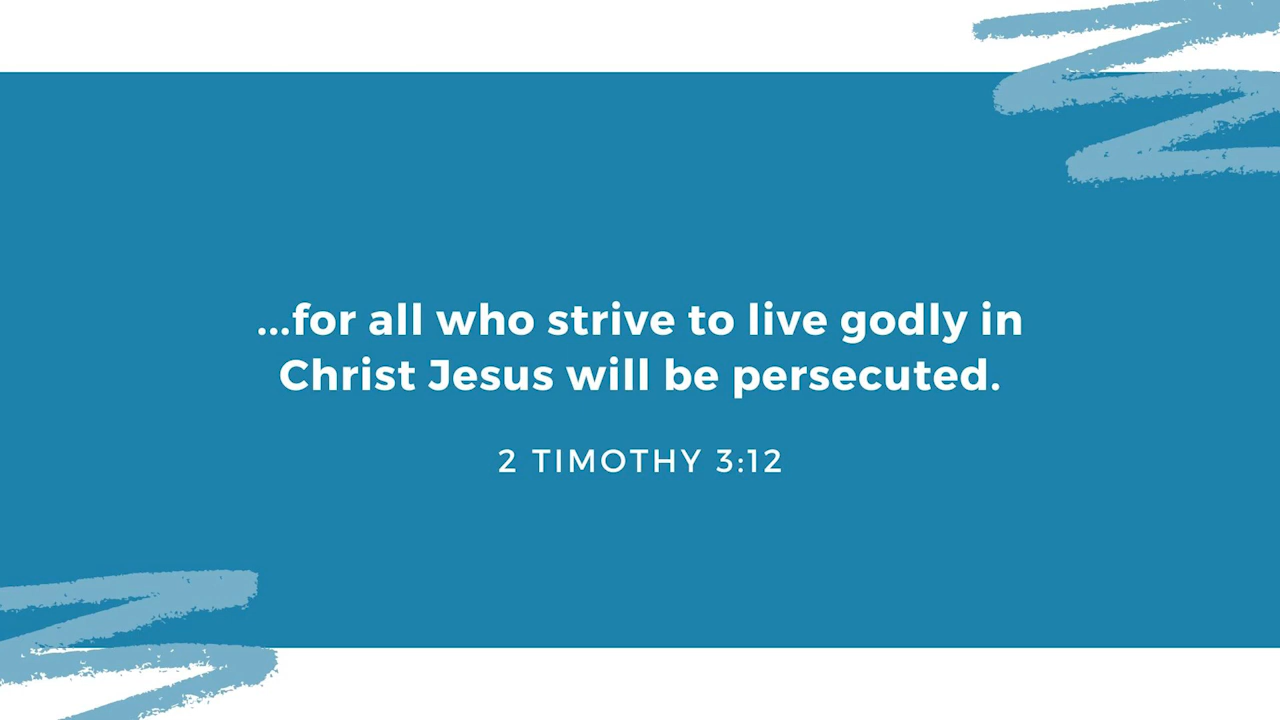 ...for all who strive to live godly in
Christ Jesus will be persecuted.
2 TIMOTHY 3:12